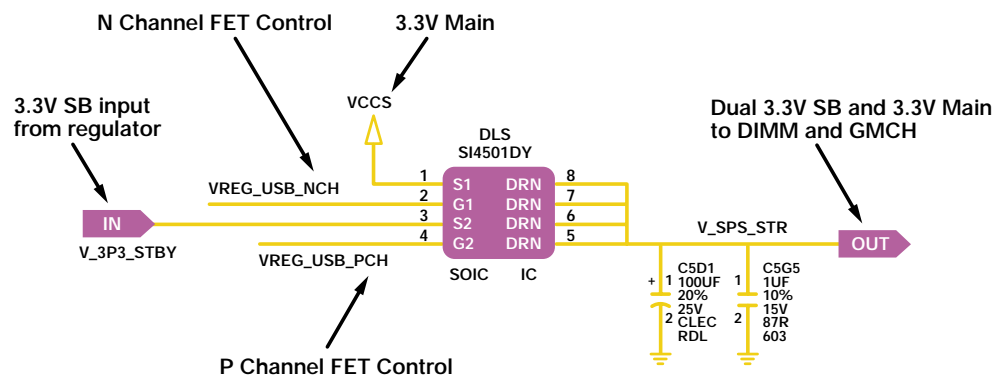 N Channel FET Control
3.3V Main
3.3V SB input
from regulator
VCCS
Dual 3.3V SB and 3.3V Main
to DIMM and GMCH
DLS
SI4501DY
1 S1 DRN 8
VREG_USB_NCH
2 G1 DRN 7
IN
3 S2 DRN 6
V_3P3_STBY
4 G2 DRN 5
VREG_USB_PCH
SOIC IC
V_SPS_STR
OUT
+ 1
2
C5D1
100UF
20%
25V
CLEC
RDL
1
2
C5G5
1UF
10%
15V
87R
603
P Channel FET Control